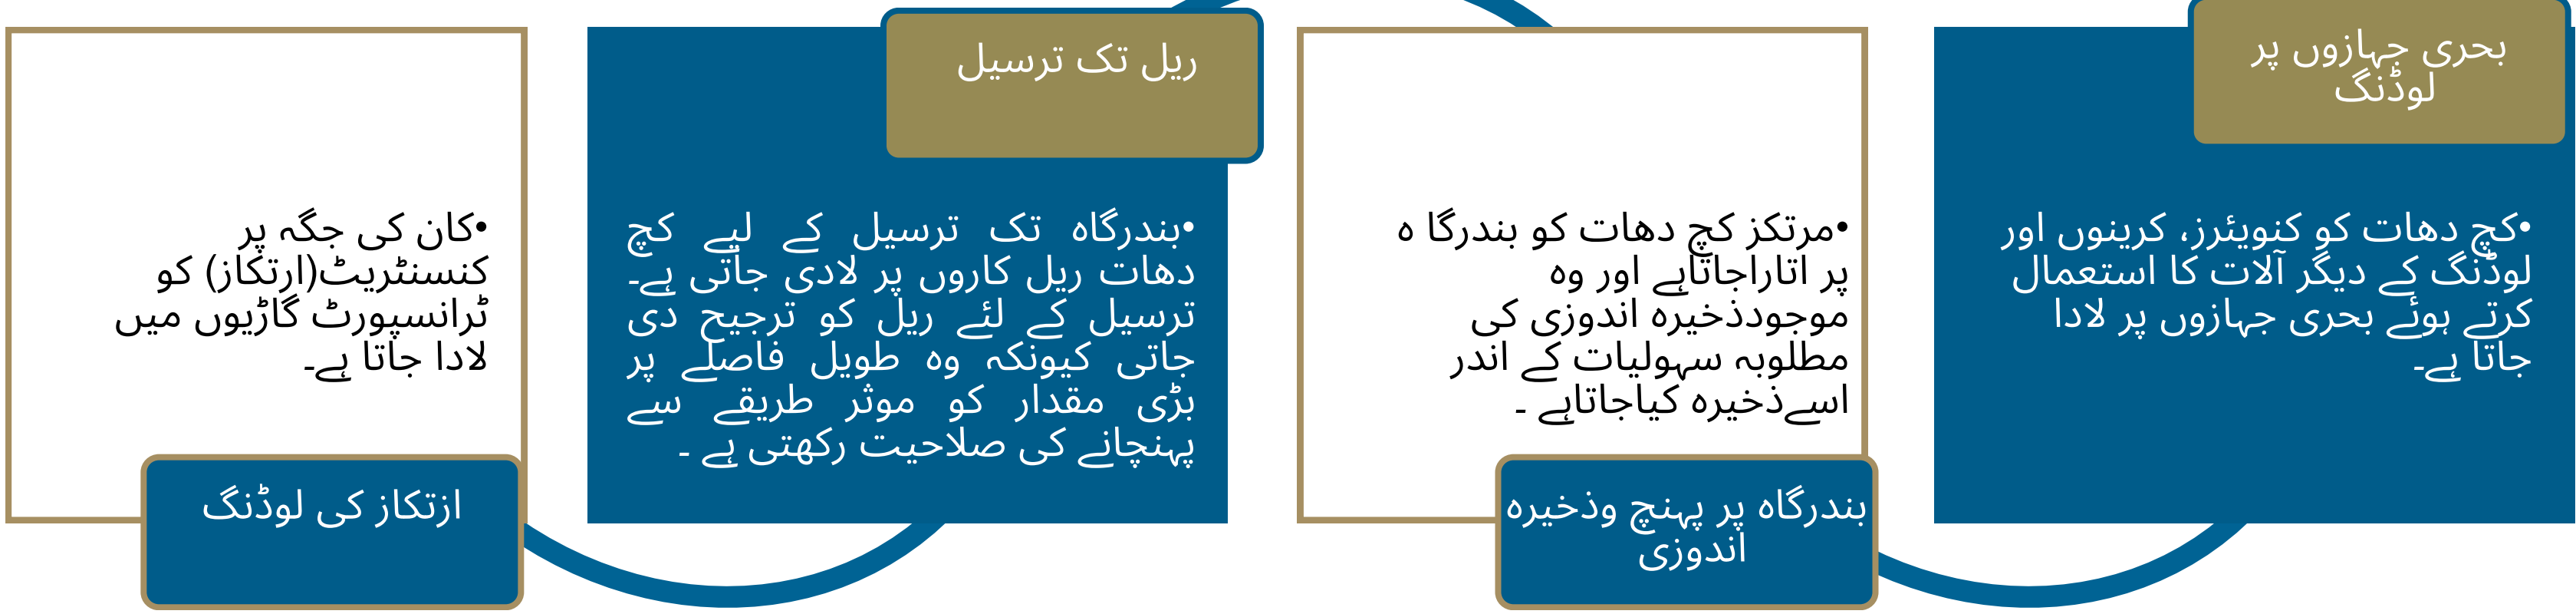 •کان کی جگہ پر
کنسنٹریٹ(ارتکاز) کو
ٹرانسپورٹ گاڑیوں میں
لادا جاتا ہے۔
ازتکاز کی لوڈنگ
ریل تک ترسیل
•بندرگاہ تک ترسیل کے لیے کچ
دھات ریل کاروں پر لادی جاتی ہے۔
ترسیل کے لئے ریل کو ترجیح دی
جاتی کیونکہ وہ طویل فاصلے پر
بڑی مقدار کو موثر طریقے سے
پہنچانے کی صلاحیت رکھتی ہے ۔
•مرتکز کچ دھات کو بندرگا ہ
پر اتاراجاتاہے اور وہ
موجودذخیرہ اندوزی کی
مطلوبہ سہولیات کے اندر
اسےذخیرہ کیاجاتاہے ۔
بندرگاہ پر پہنچ وذخیرہ
اندوزی
بحری جہازوں پر
لوڈنگ
•کچ دھات کو کنویئرز، کرینوں اور
لوڈنگ کے دیگر آلات کا استعمال
کرتے ہوئے بحری جہازوں پر لادا
جاتا ہے۔